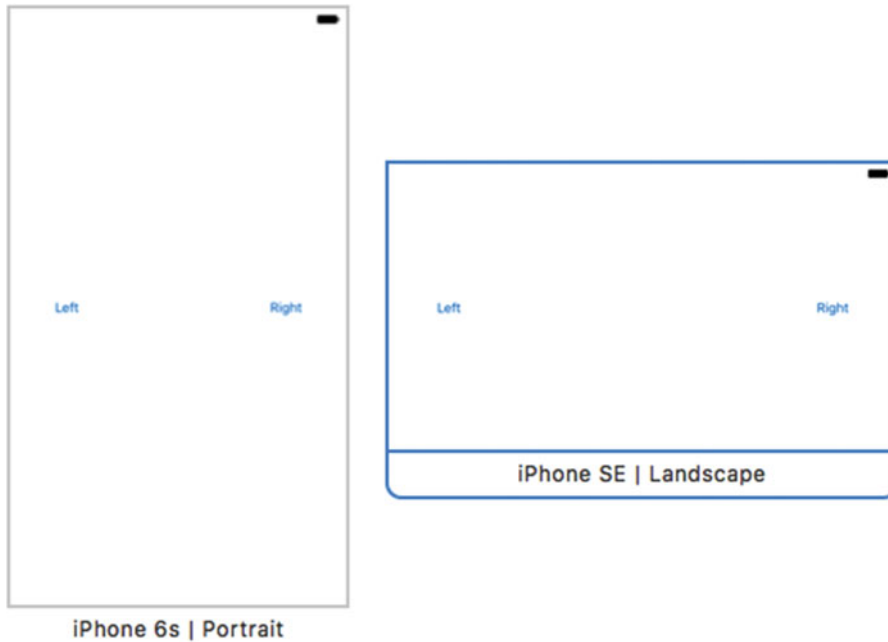 Left
Right
iPhone 6s | Portrait
Left
Right
iPhone SE | Landscape